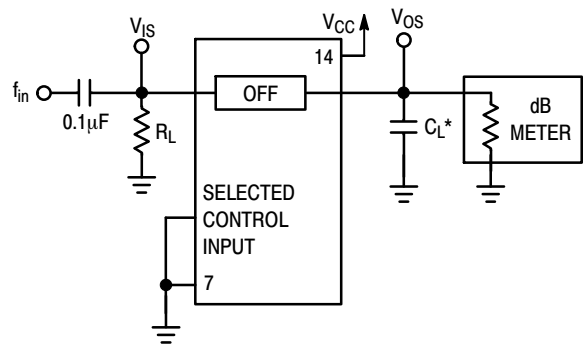 V_IS
V_CC
V_OS
14
f_in
OFF
dB
METER
0.1μF
R_L
C_L*
SELECTED
CONTROL
INPUT
7